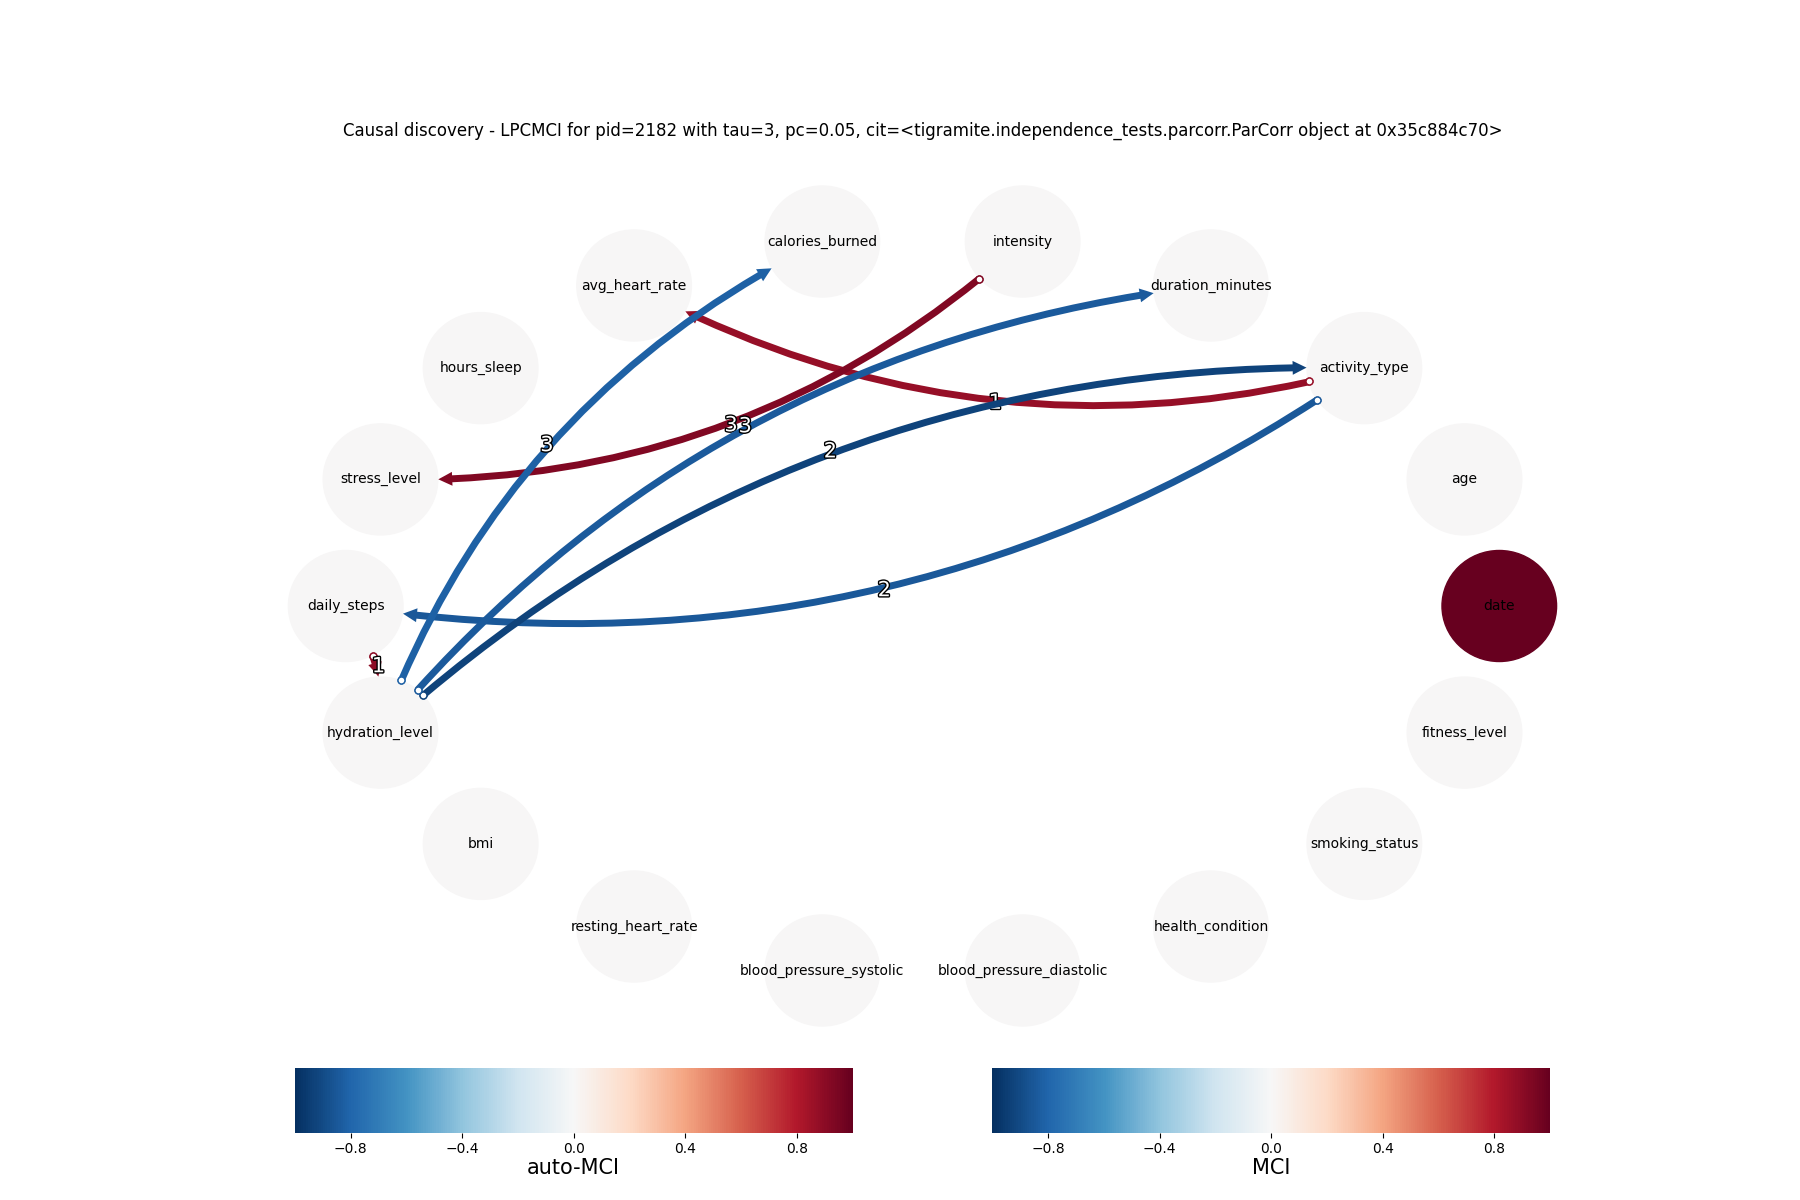 Causal discovery - LPCMCI for pid=2182 with tau=3, pc=0.05, cit=<tigramite.independence_tests.parcorr.ParCorr object at 0x35c884c70>
calories_burned
intensity
avg_heart_rate
duration_minutes
hours_sleep
activity_type
1
3
3
3
2
stress_level
age
2
daily_steps
date
1
hydration_level
fitness_level
bmi
smoking_status
resting_heart_rate
health_condition
blood_pressure_systolic
blood_pressure_diastolic
−0.8
−0.4
0.0
0.4
0.8
auto-MCI
−0.8
−0.4
0.0
0.4
0.8
MCI